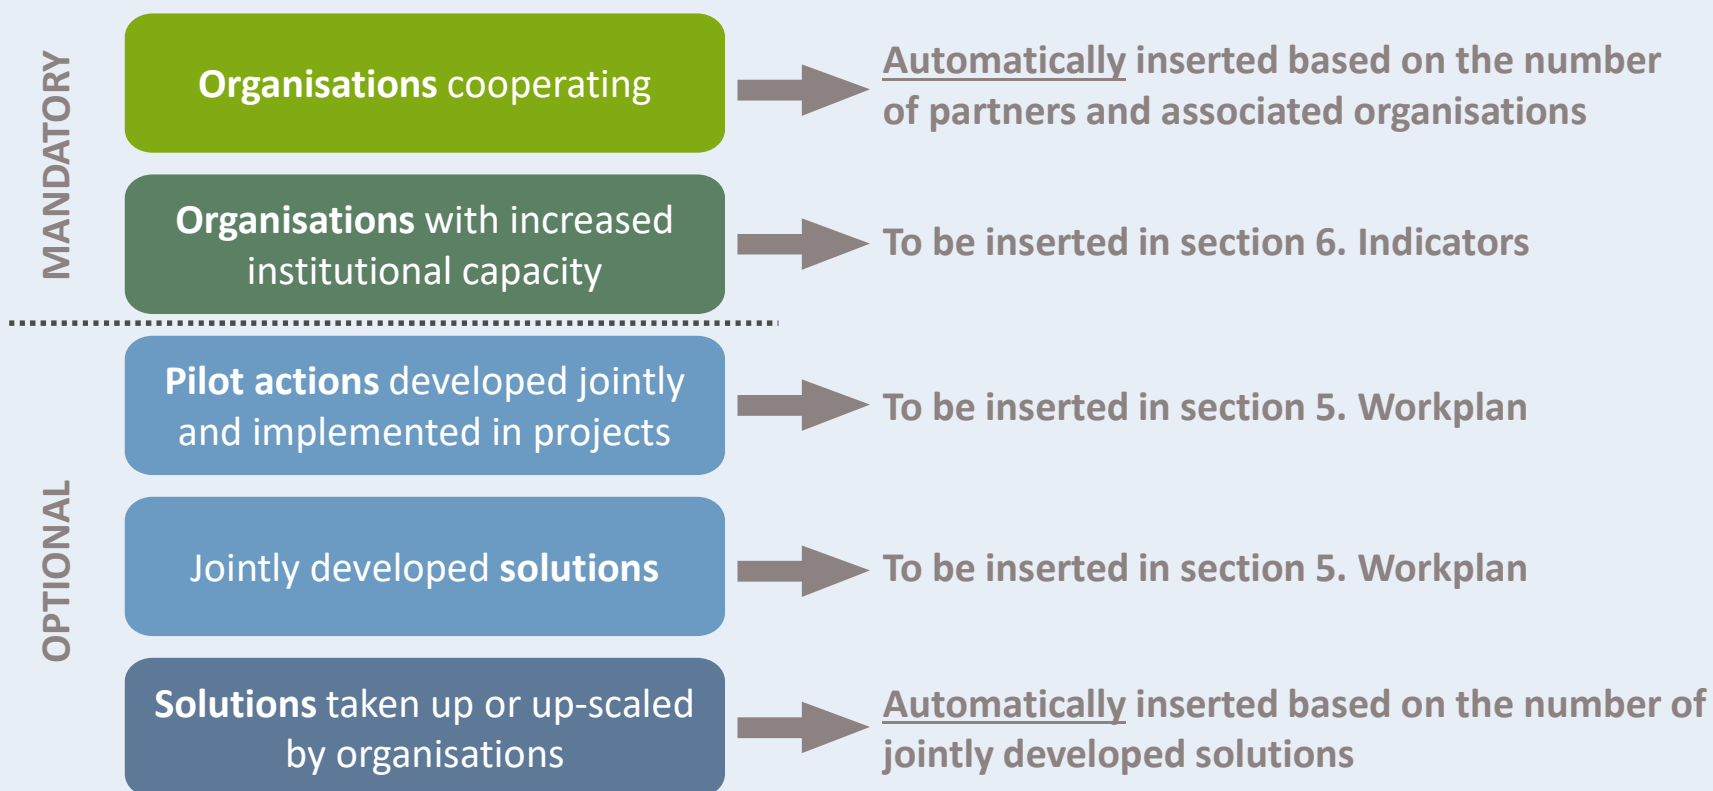 MANDATORY
Organisations cooperating
Automatically inserted based on the number
of partners and associated organisations
Organisations with increased
institutional capacity
To be inserted in section 6. Indicators
OPTIONAL
Pilot actions developed jointly
and implemented in projects
To be inserted in section 5. Workplan
Jointly developed solutions
To be inserted in section 5. Workplan
Solutions taken up or up-scaled
by organisations
Automatically inserted based on the number of
jointly developed solutions